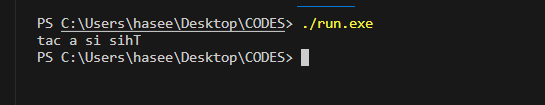 PS C:\Users\hasee\Desktop\CODES> ./run.exe
tac a si sihT
PS C:\Users\hasee\Desktop\CODES>